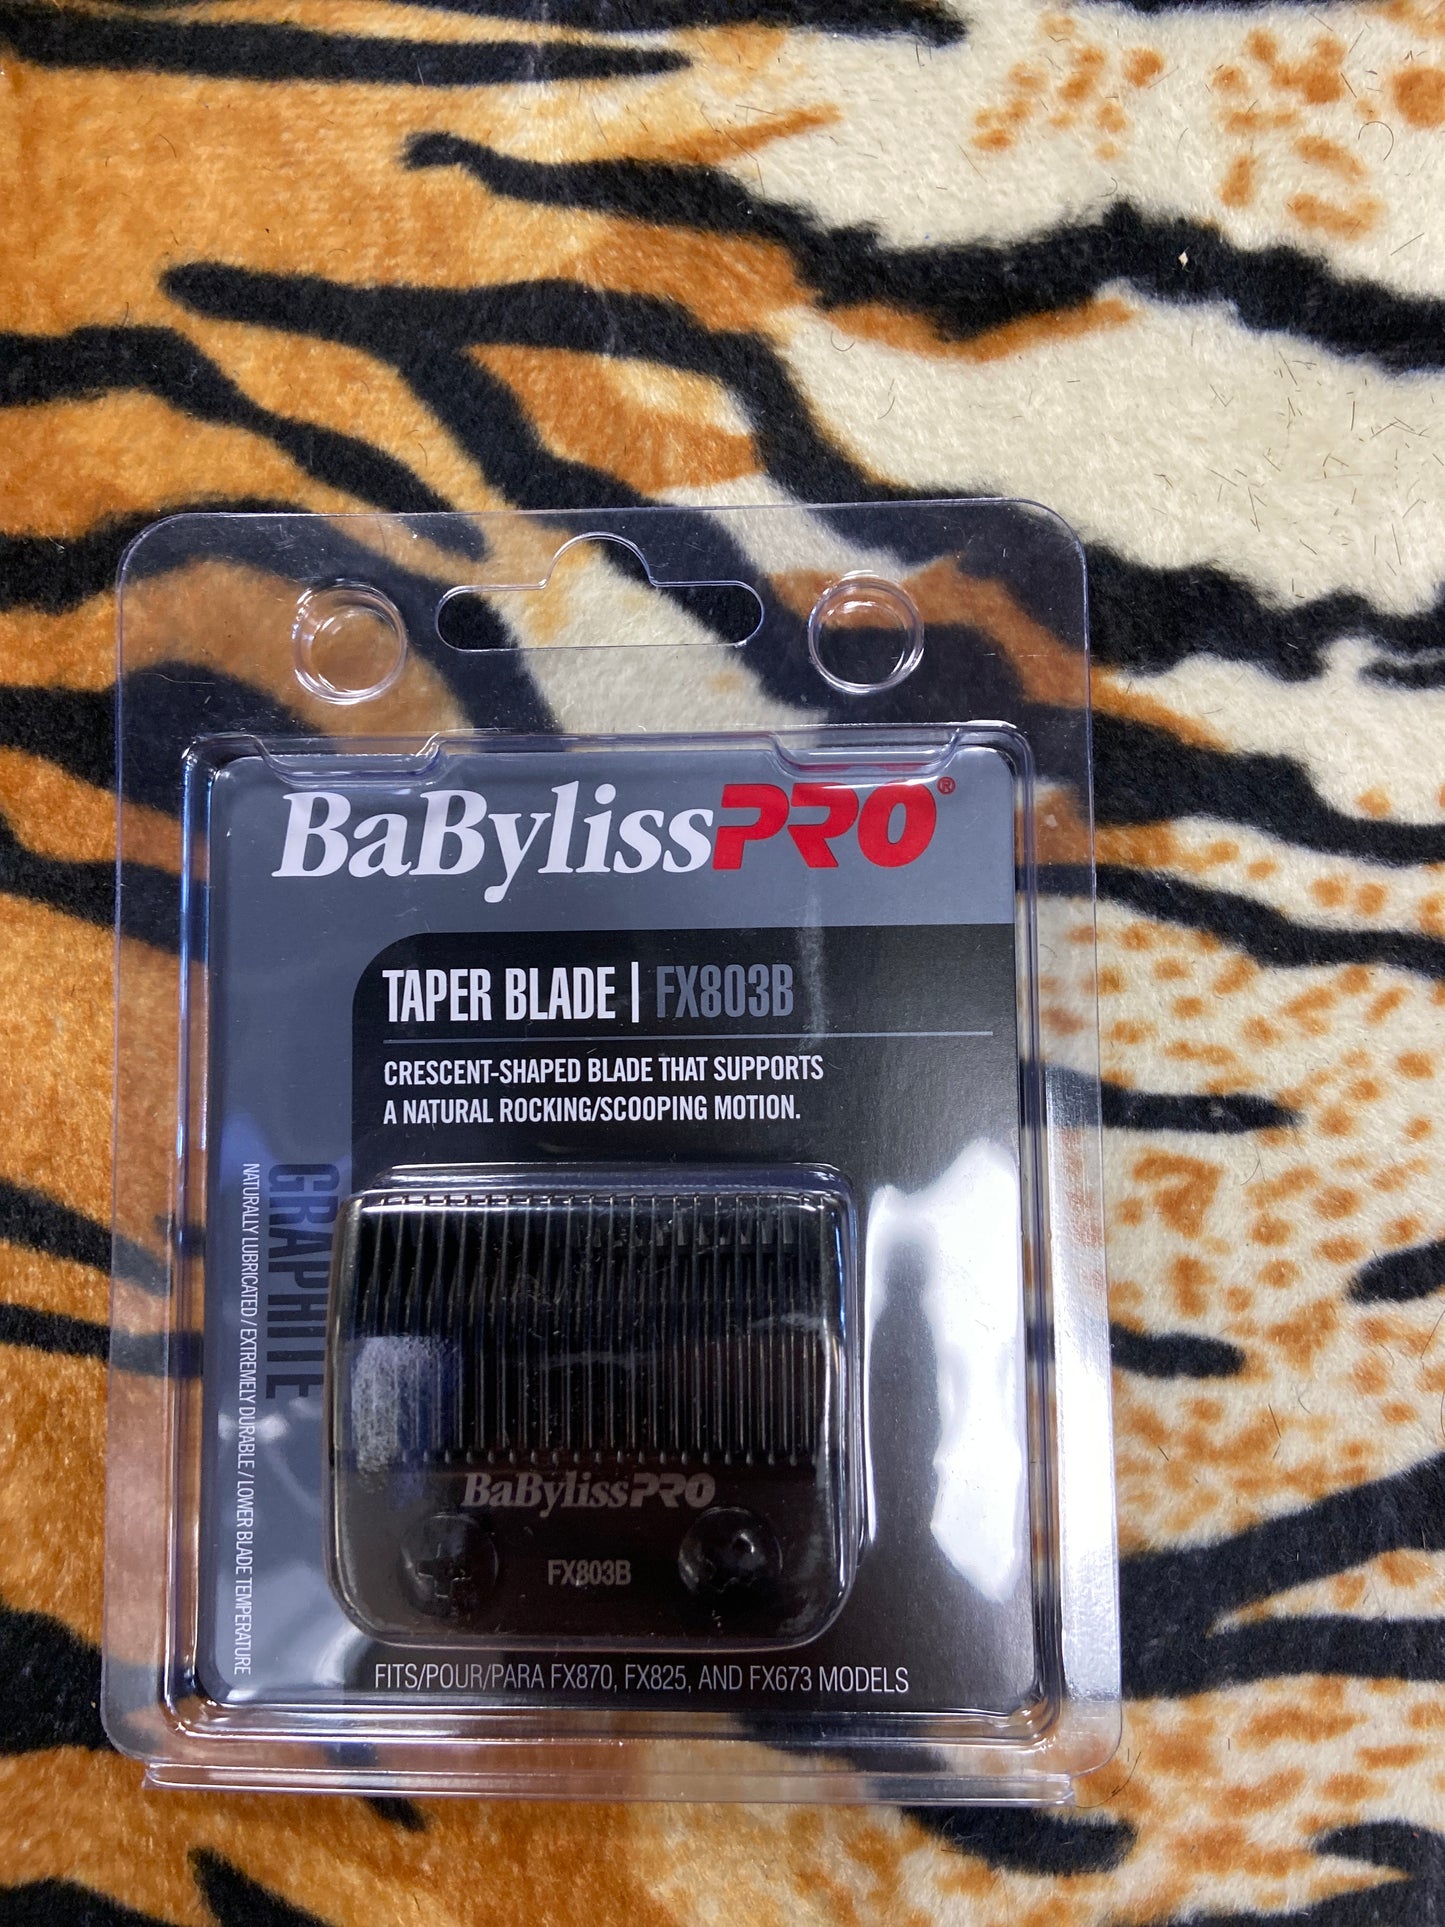 BaBylissPRO®
TAPER BLADE | FX803B
CRESCENT-SHAPED BLADE THAT SUPPORTS
A NATURAL ROCKING/SCOOPING MOTION.
GRAPHITE
NATURALLY LUBRICATED / EXTREMELY DURABLE / LOWER BLADE TEMPERATURE
BaBylissPRO
FX803B
FITS/POUR/PARA FX870, FX825, AND FX673 MODELS